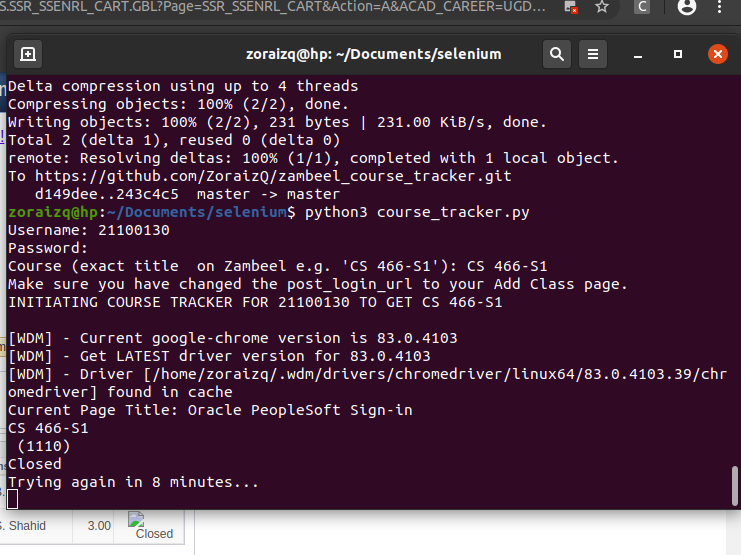 S.SSR_SSENRL_CART.GBL?Page=SSR_SSENRL_CART&Action=A&ACAD_CAREER=UGD...
C
zoraizq@hp: ~/Documents/selenium
Delta compression using up to 4 threads
Compressing objects: 100% (2/2), done.
Writing objects: 100% (2/2), 231 bytes | 231.00 KiB/s, done.
Total 2 (delta 1), reused 0 (delta 0)
remote: Resolving deltas: 100% (1/1), completed with 1 local object.
To https://github.com/ZoraizQ/zambeel_course_tracker.git
   d149dee..243c4c5  master -> master
zoraizq@hp:~/Documents/selenium$ python3 course_tracker.py
Username: 21100130
Password:
Course (exact title  on Zambeel e.g. 'CS 466-S1'): CS 466-S1
Make sure you have changed the post_login_url to your Add Class page.
INITIATING COURSE TRACKER FOR 21100130 TO GET CS 466-S1
[WDM] - Current google-chrome version is 83.0.4103
[WDM] - Get LATEST driver version for 83.0.4103
[WDM] - Driver [/home/zoraizq/.wdm/drivers/chromedriver/linux64/83.0.4103.39/chr
omedriver] found in cache
Current Page Title: Oracle PeopleSoft Sign-in
CS 466-S1
 (1110)
Closed
Trying again in 8 minutes...
S. Shahid 3.00 Closed